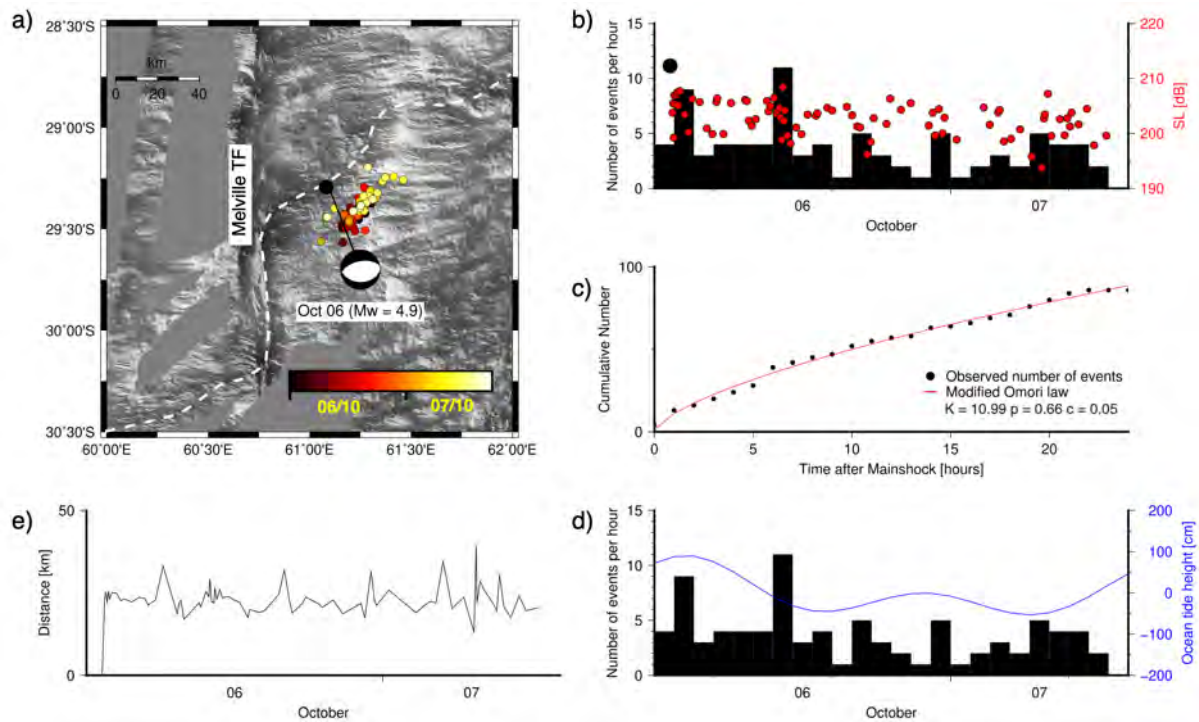 a)
28˚30'S
29˚00'S
29˚30'S
30˚00'S
30˚30'S
60˚00'E
60˚30'E
61˚00'E
61˚30'E
62˚00'E
km
0 20 40
Melville TF
Oct 06 (Mw = 4.9)
06/10 07/10
b)
15
10
5
0
Number of events per hour
220
210
200
190
SL [dB]
06 07
October
c)
100
50
0
Cumulative Number
Observed number of events
Modified Omori law
K = 10.99 p = 0.66 c = 0.05
0 5 10 15 20
Time after Mainshock [hours]
e)
50
25
0
Distance [km]
06 07
October
d)
15
10
5
0
Number of events per hour
200
100
0
-100
-200
Ocean tide height [cm]
06 07
October